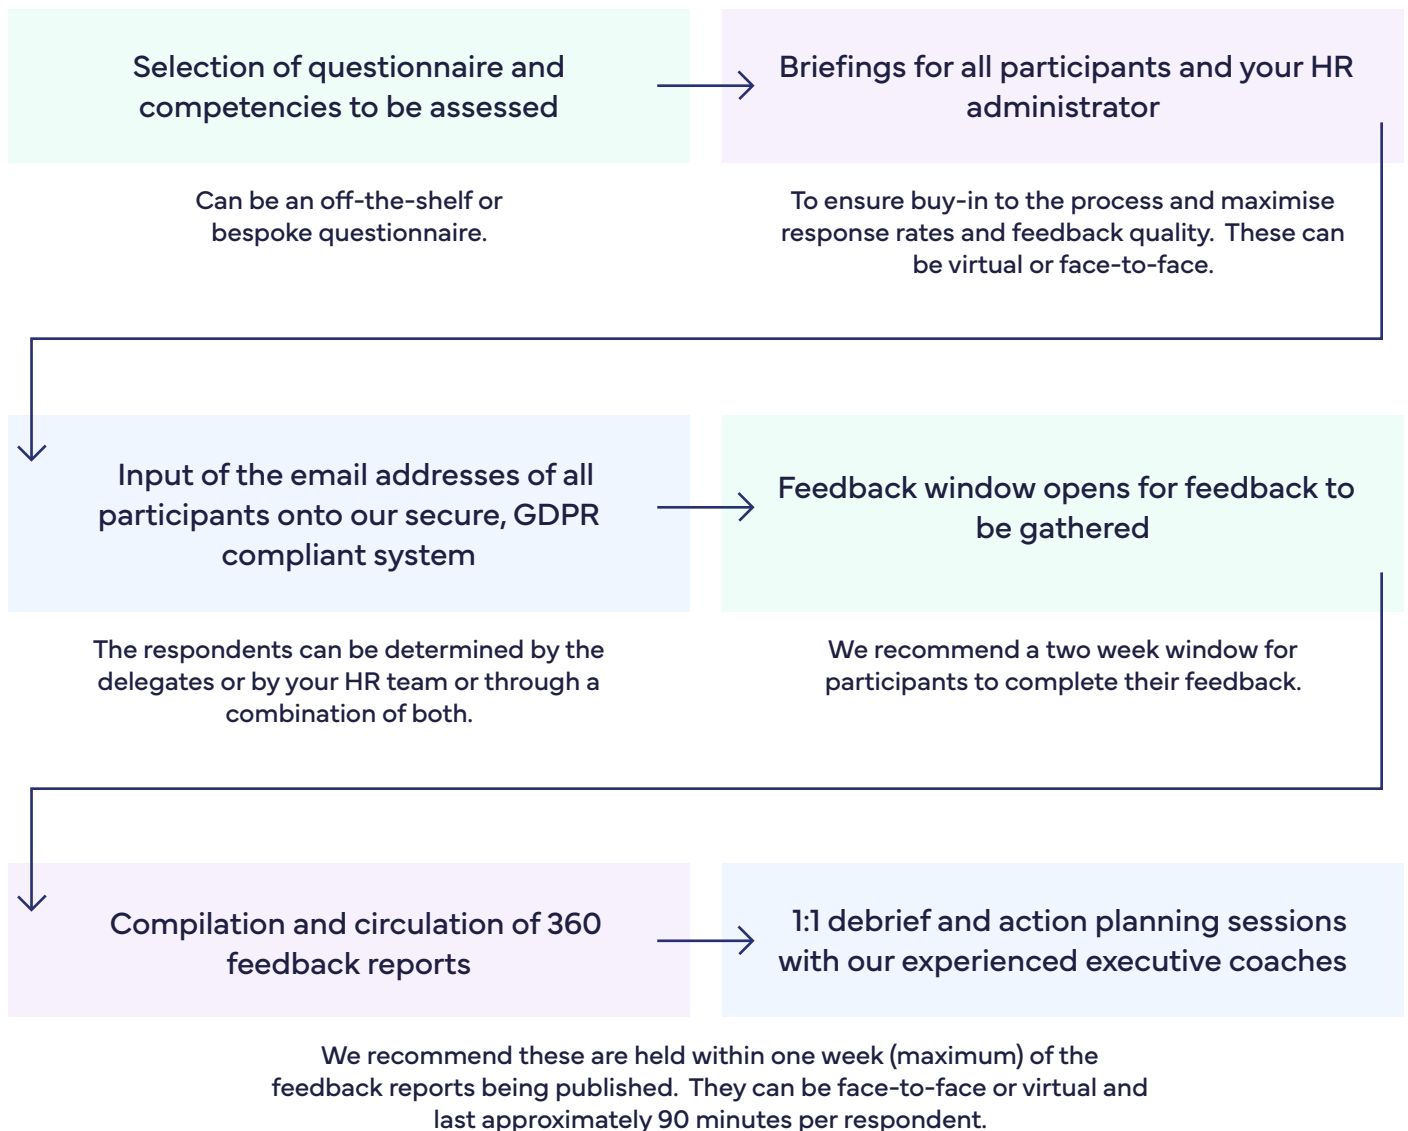 Selection of questionnaire and
competencies to be assessed
Can be an off-the-shelf or
bespoke questionnaire.
Briefings for all participants and your HR
administrator
To ensure buy-in to the process and maximise
response rates and feedback quality.  These can
be virtual or face-to-face.
Input of the email addresses of all
participants onto our secure, GDPR
compliant system
The respondents can be determined by the
delegates or by your HR team or through a
combination of both.
Feedback window opens for feedback to
be gathered
We recommend a two week window for
participants to complete their feedback.
Compilation and circulation of 360
feedback reports
1:1 debrief and action planning sessions
with our experienced executive coaches
We recommend these are held within one week (maximum) of the
feedback reports being published.  They can be face-to-face or virtual and
last approximately 90 minutes per respondent.